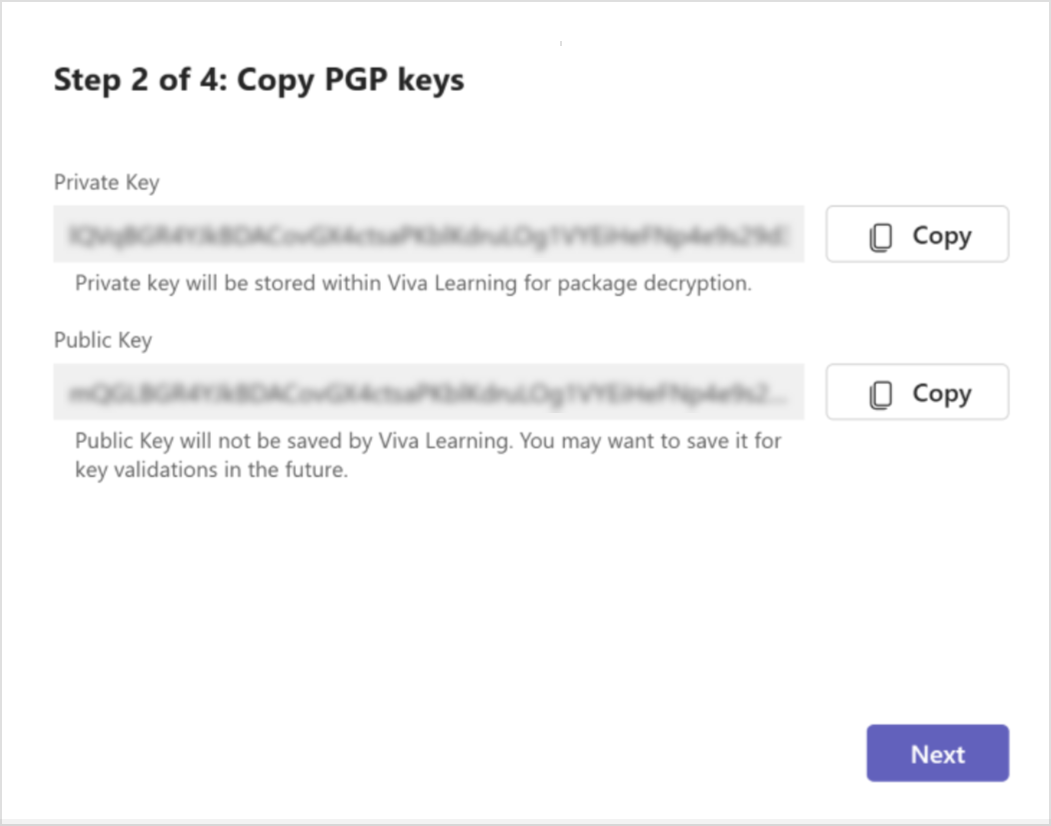 Step 2 of 4: Copy PGP keys
Private Key
Copy
Private key will be stored within Viva Learning for package decryption.
Public Key
Copy
Public Key will not be saved by Viva Learning. You may want to save it for
key validations in the future.
Next